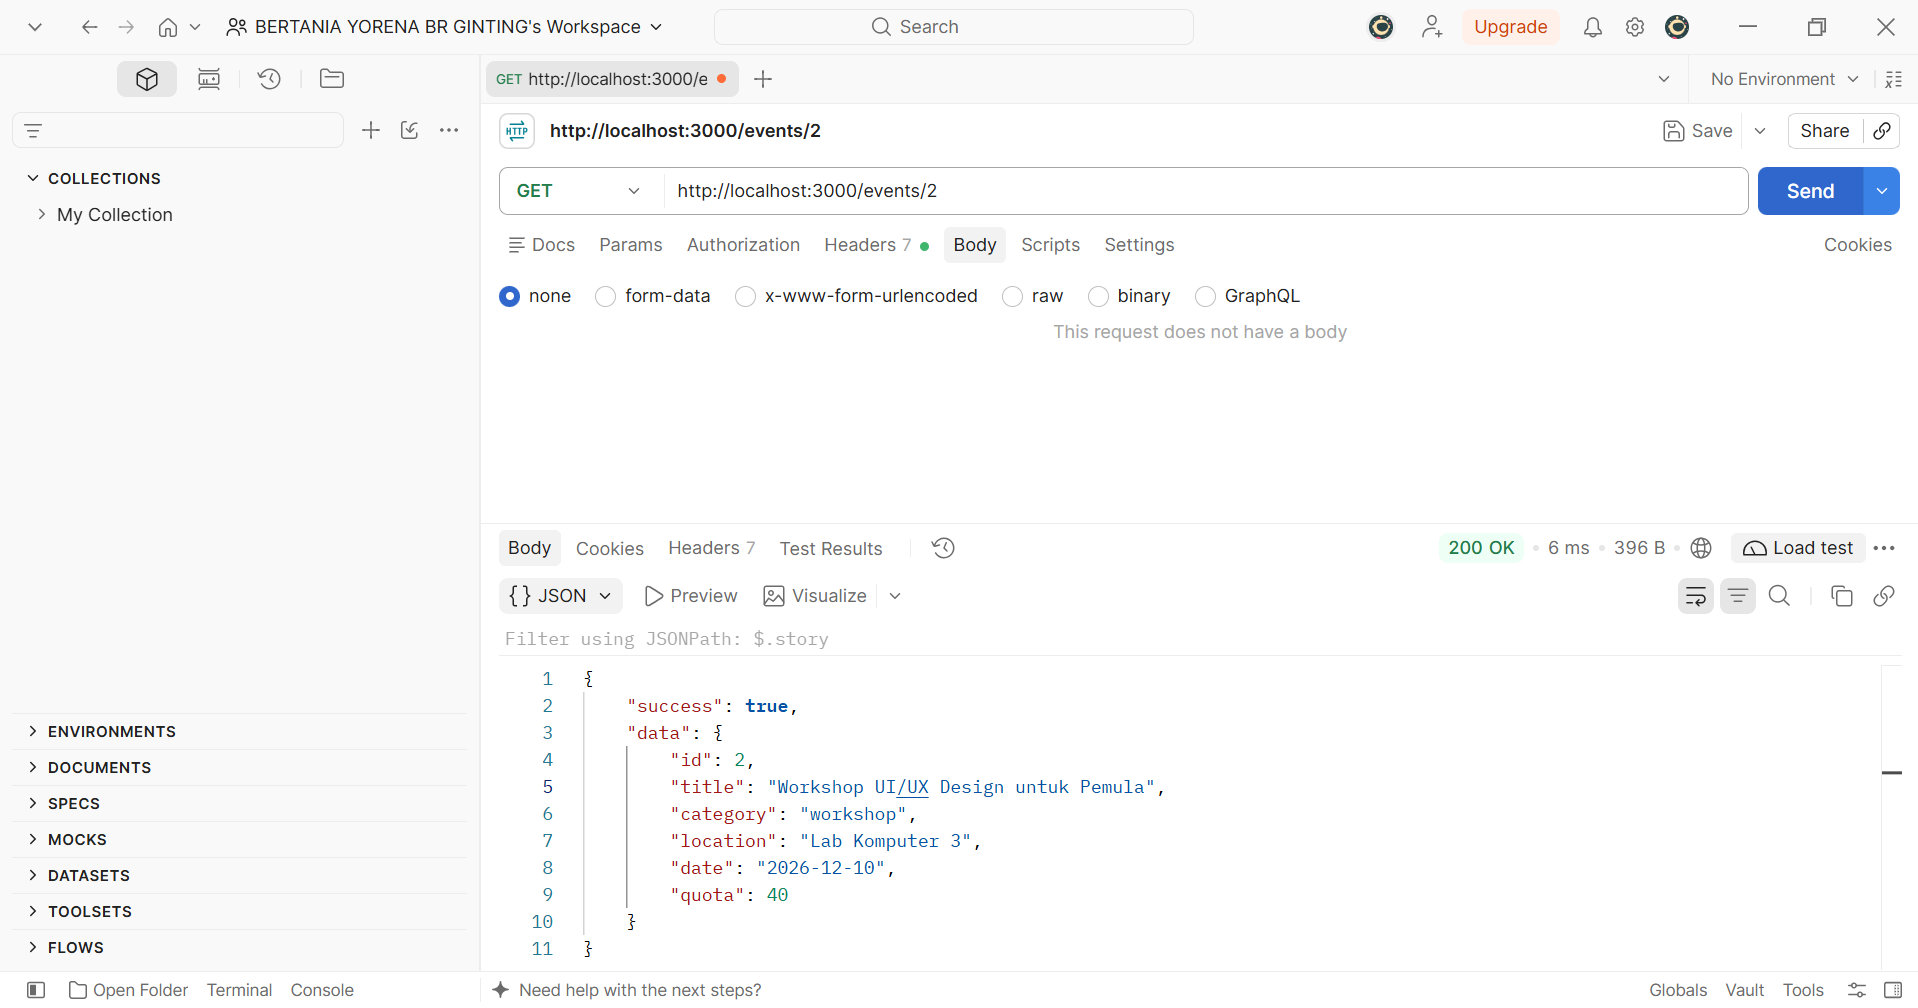 BERTANIA YORENA BR GINTING's Workspace
Search
Upgrade
GET http://localhost:3000/e
No Environment
COLLECTIONS
My Collection
HTTP http://localhost:3000/events/2
Save
Share
GET http://localhost:3000/events/2
Send
Docs Params Authorization Headers 7 Body Scripts Settings
Cookies
none form-data x-www-form-urlencoded raw binary GraphQL
This request does not have a body
Body Cookies Headers 7 Test Results
200 OK 6 ms 396 B Load test
{} JSON Preview Visualize
Filter using JSONPath: $.story
1 {
2 "success": true,
3 "data": {
4 "id": 2,
5 "title": "Workshop UI/UX Design untuk Pemula",
6 "category": "workshop",
7 "location": "Lab Komputer 3",
8 "date": "2026-12-10",
9 "quota": 40
10 }
11 }
ENVIRONMENTS
DOCUMENTS
SPECS
MOCKS
DATASETS
TOOLSETS
FLOWS
Open Folder Terminal Console
Need help with the next steps?
Globals Vault Tools